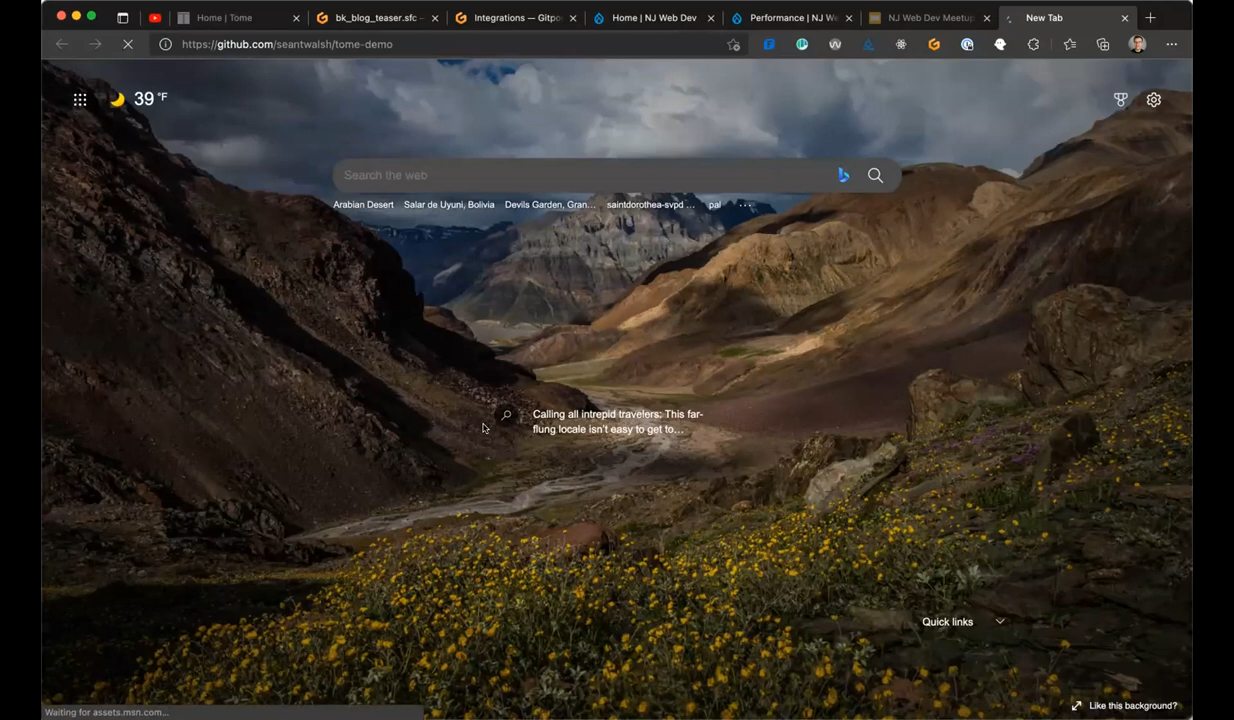 Home | Tome
bk_blog_teaser.sfc -
Integrations — Gitpo
Home | NJ Web Dev
Performance | NJ We
NJ Web Dev Meetup
New Tab
https://github.com/seantwalsh/tome-demo
39 °F
Search the web
Arabian Desert
Salar de Uyuni, Bolivia
Devils Garden, Gran...
saintdorothea-svpd ...
pal
...
Calling all intrepid travelers: This far-
flung locale isn't easy to get to...
Quick links
Like this background?
Waiting for assets.msn.com...